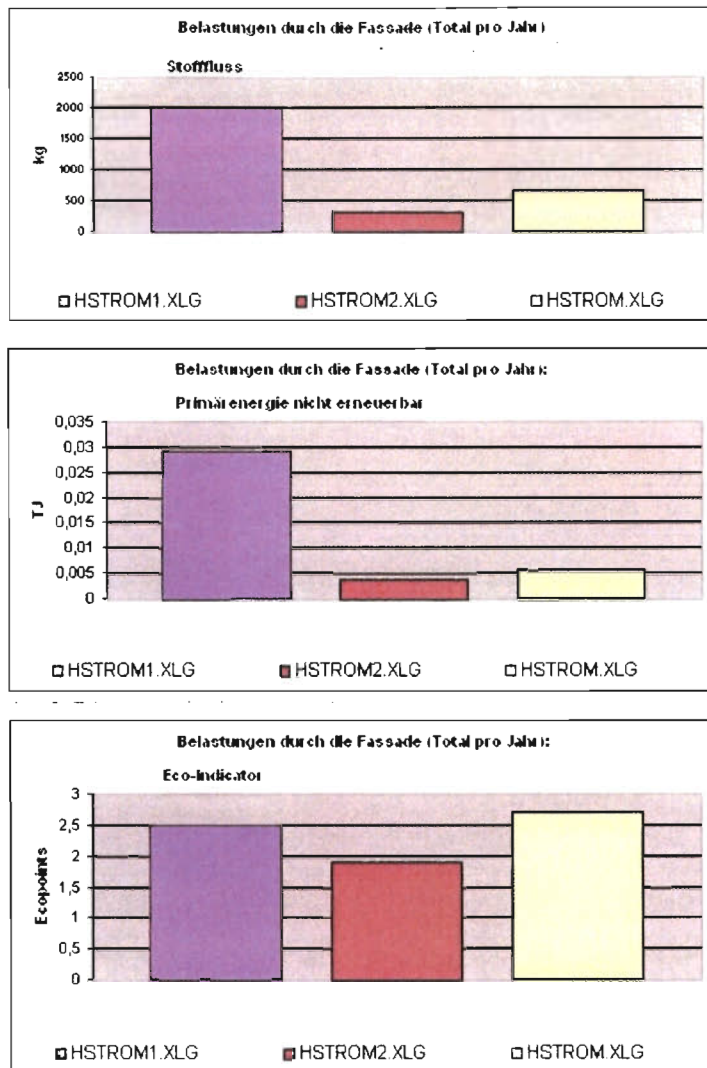 Belastungen durch die Fassade (Total pro Jahr)
Stofffluss
2500
2000
1500
1000
500
0
kg
HSTROM1.XLG HSTROM2.XLG HSTROM.XLG
Belastungen durch die Fassade (Total pro Jahr):
Primärenergie nicht erneuerbar
0,035
0,03
0,025
0,02
0,015
0,01
0,005
0
TJ
HSTROM1.XLG HSTROM2.XLG HSTROM.XLG
Belastungen durch die Fassade (Total pro Jahr):
Eco-Indicator
3
2,5
2
1,5
1
0,5
0
Ecopoints
HSTROM1.XLG HSTROM2.XLG HSTROM.XLG